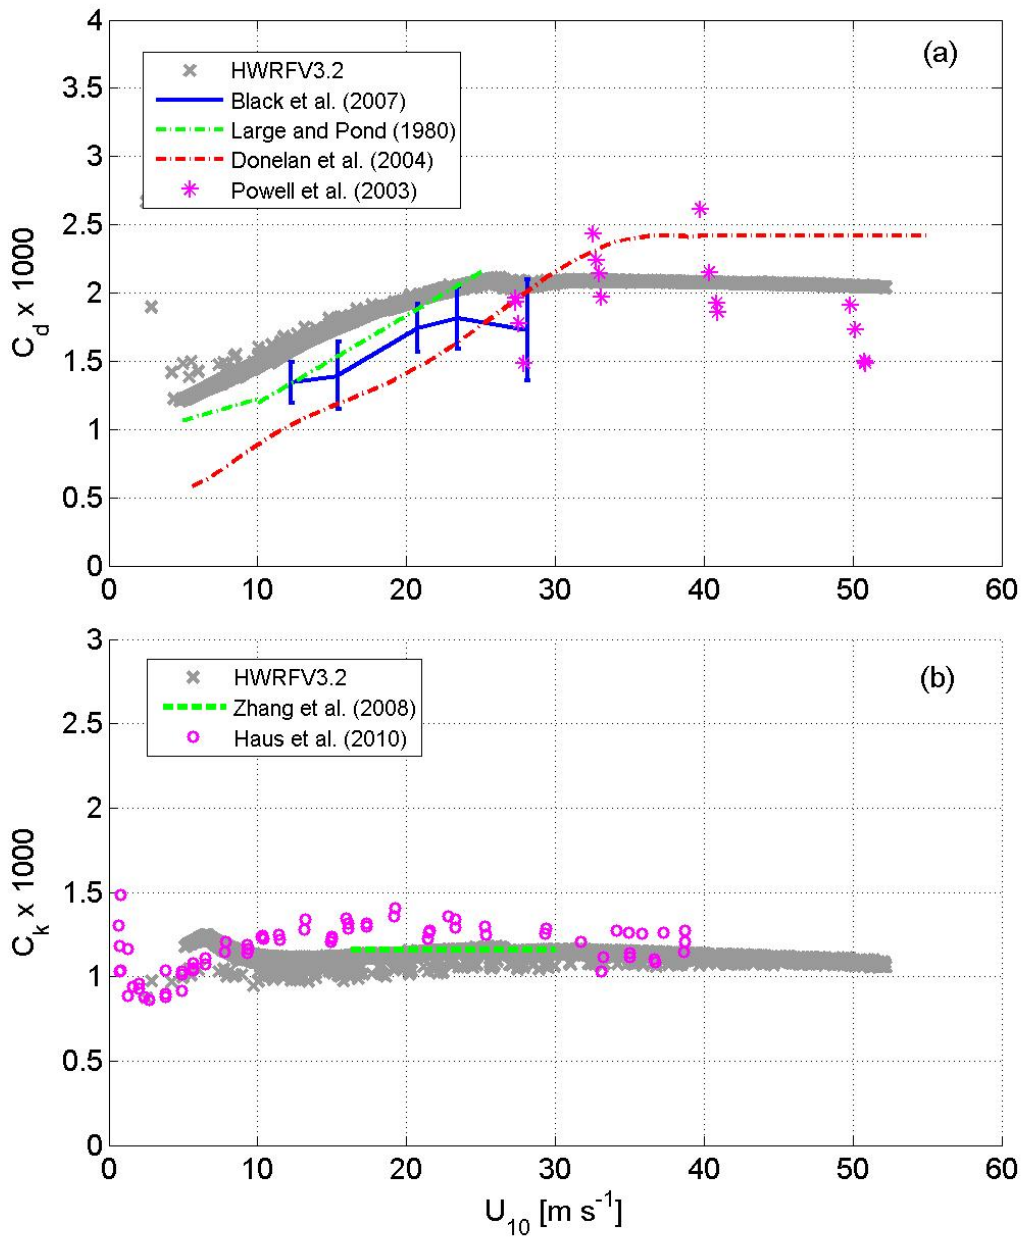 4
(a)
HWRFV3.2
3.5
Black et al. (2007)
Large and Pond (1980)
3
Donelan et al. (2004)
Powell et al. (2003)
2.5
C_d x 1000
2
1.5
1
0.5
0
0 10 20 30 40 50 60
3
(b)
HWRFV3.2
2.5
Zhang et al. (2008)
Haus et al. (2010)
2
C_k x 1000
1.5
1
0.5
0
0 10 20 30 40 50 60
U_10 [m s^-1]